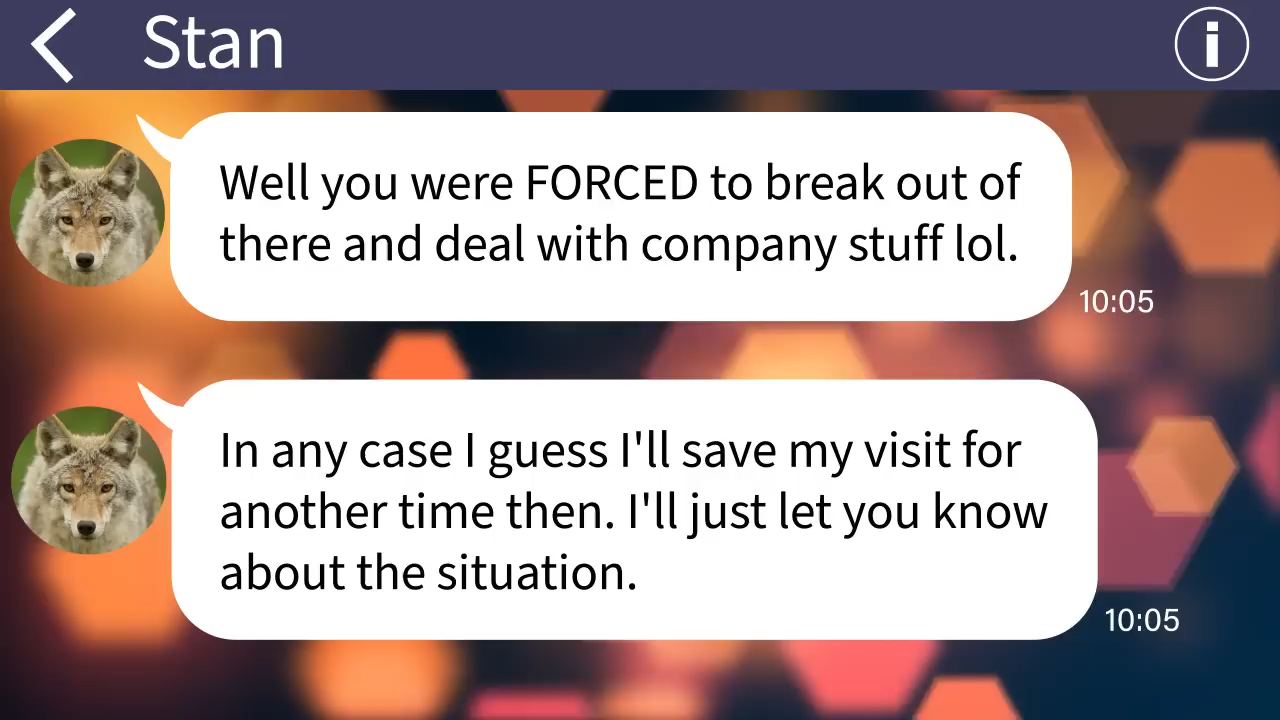 Stan
Well you were FORCED to break out of
there and deal with company stuff lol.
10:05
In any case I guess I'll save my visit for
another time then. I'll just let you know
about the situation.
10:05